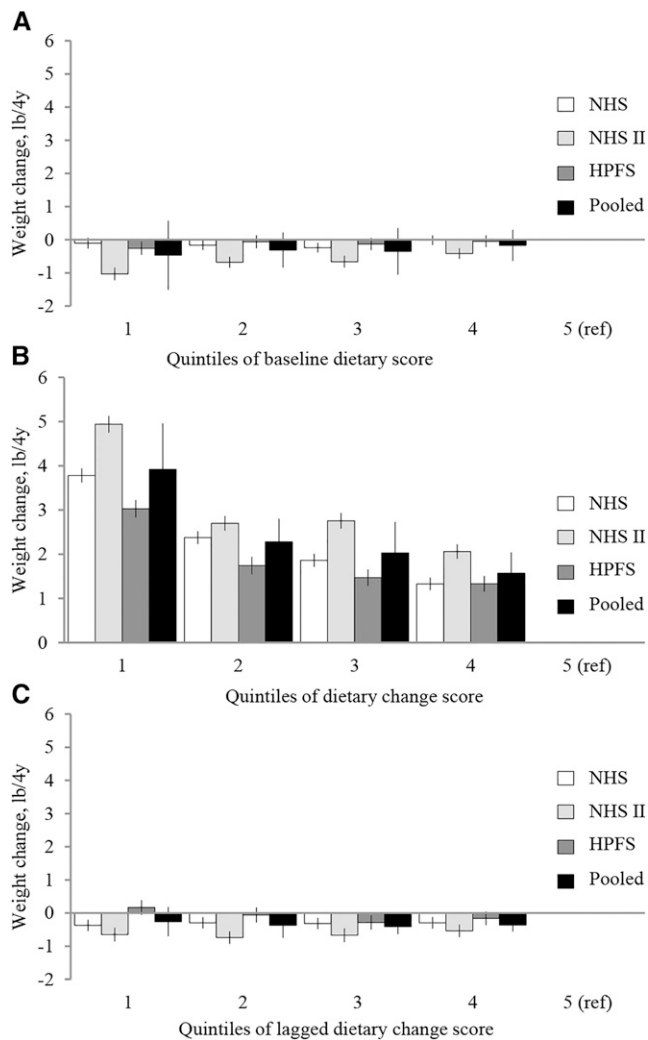 A
6
5
4
3
2
1
0
-1
-2
Weight change, lb/4y
NHS
NHS II
HPFS
Pooled
1 2 3 4 5 (ref)
Quintiles of baseline dietary score
B
6
5
4
3
2
1
0
Weight change, lb/4y
NHS
NHS II
HPFS
Pooled
1 2 3 4 5 (ref)
Quintiles of dietary change score
C
6
5
4
3
2
1
0
-1
-2
Weight change, lb/4y
NHS
NHS II
HPFS
Pooled
1 2 3 4 5 (ref)
Quintiles of lagged dietary change score